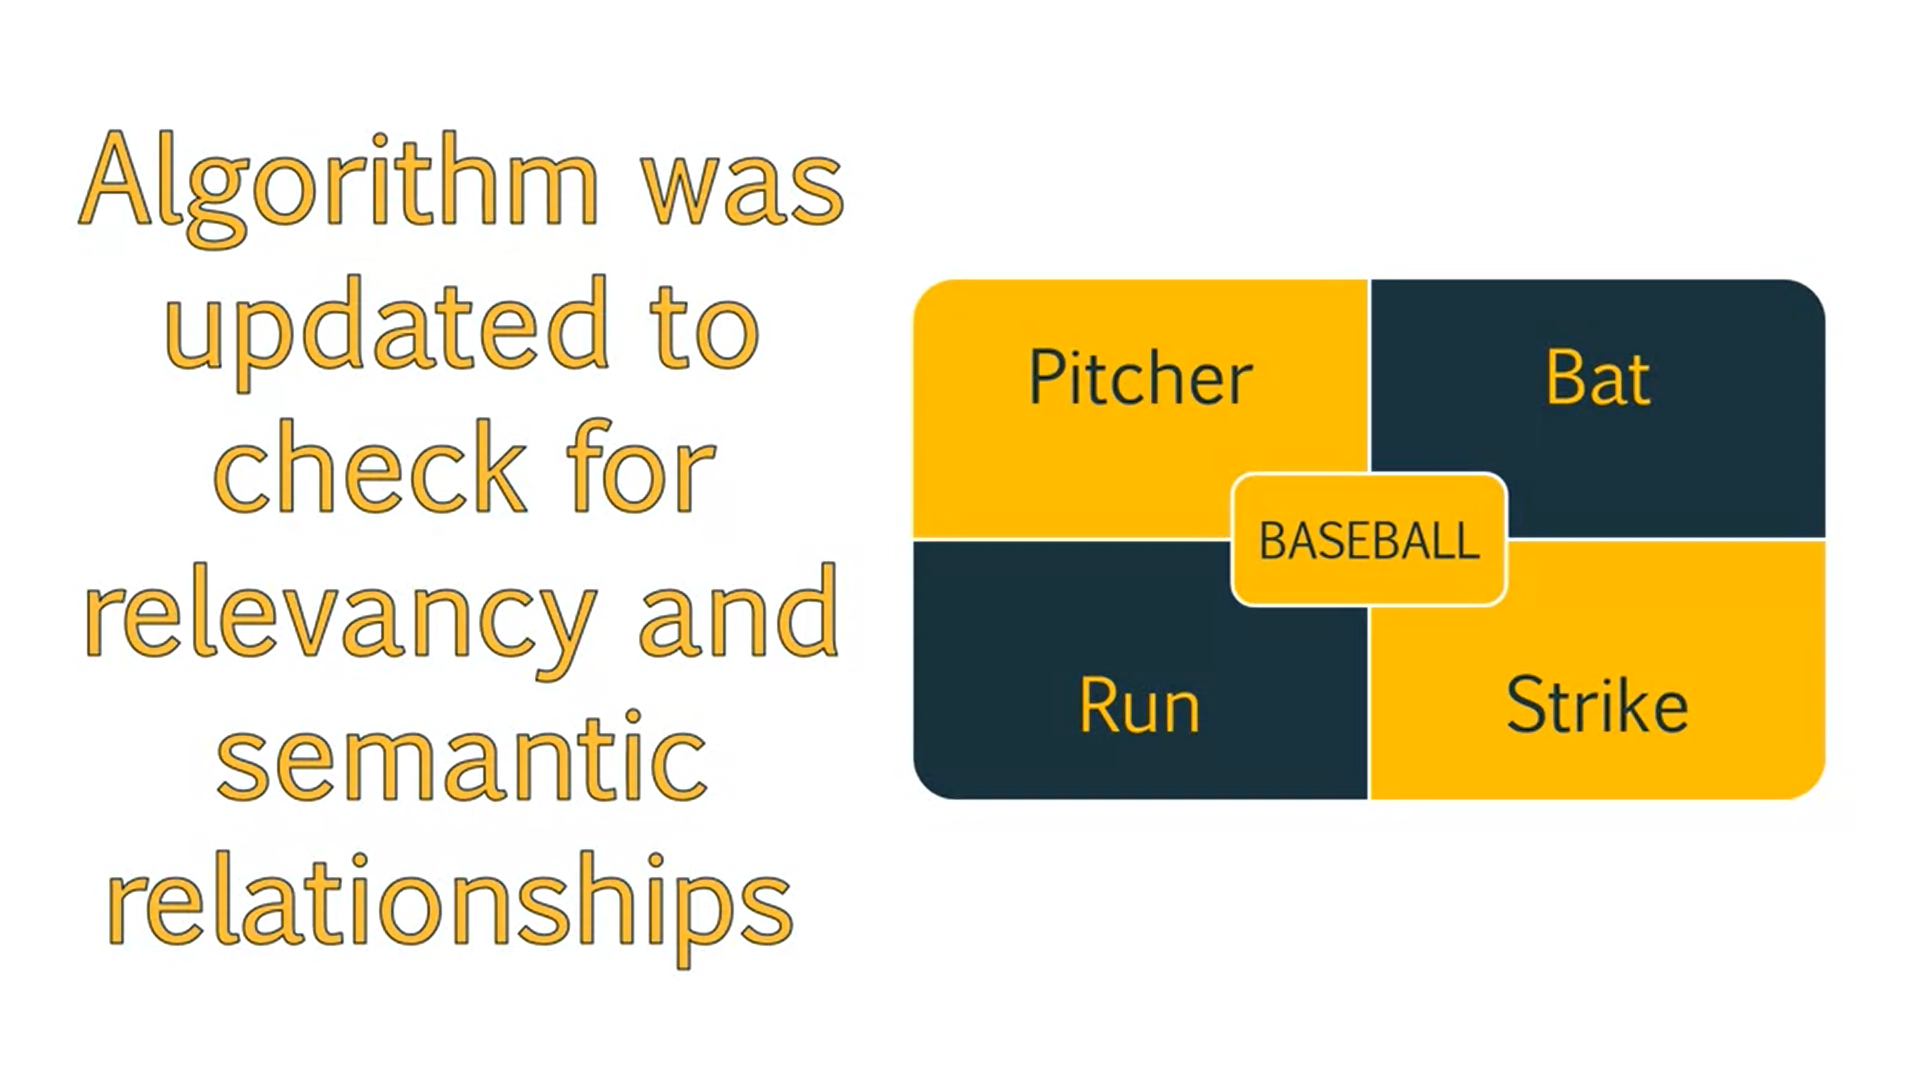 Algorithm was
updated to
check for
relevancy and
semantic
relationships
Pitcher
Bat
BASEBALL
Run
Strike